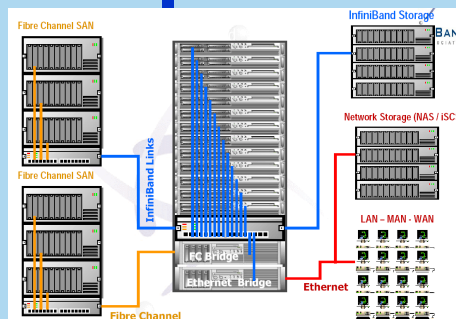 Fibre Channel SAN
InfiniBand Storage
Network Storage (NAS / iSC
Fibre Channel SAN
InfiniBand Links
LAN – MAN - WAN
FC Bridge
Ethernet Bridge
Ethernet
Fibre Channel